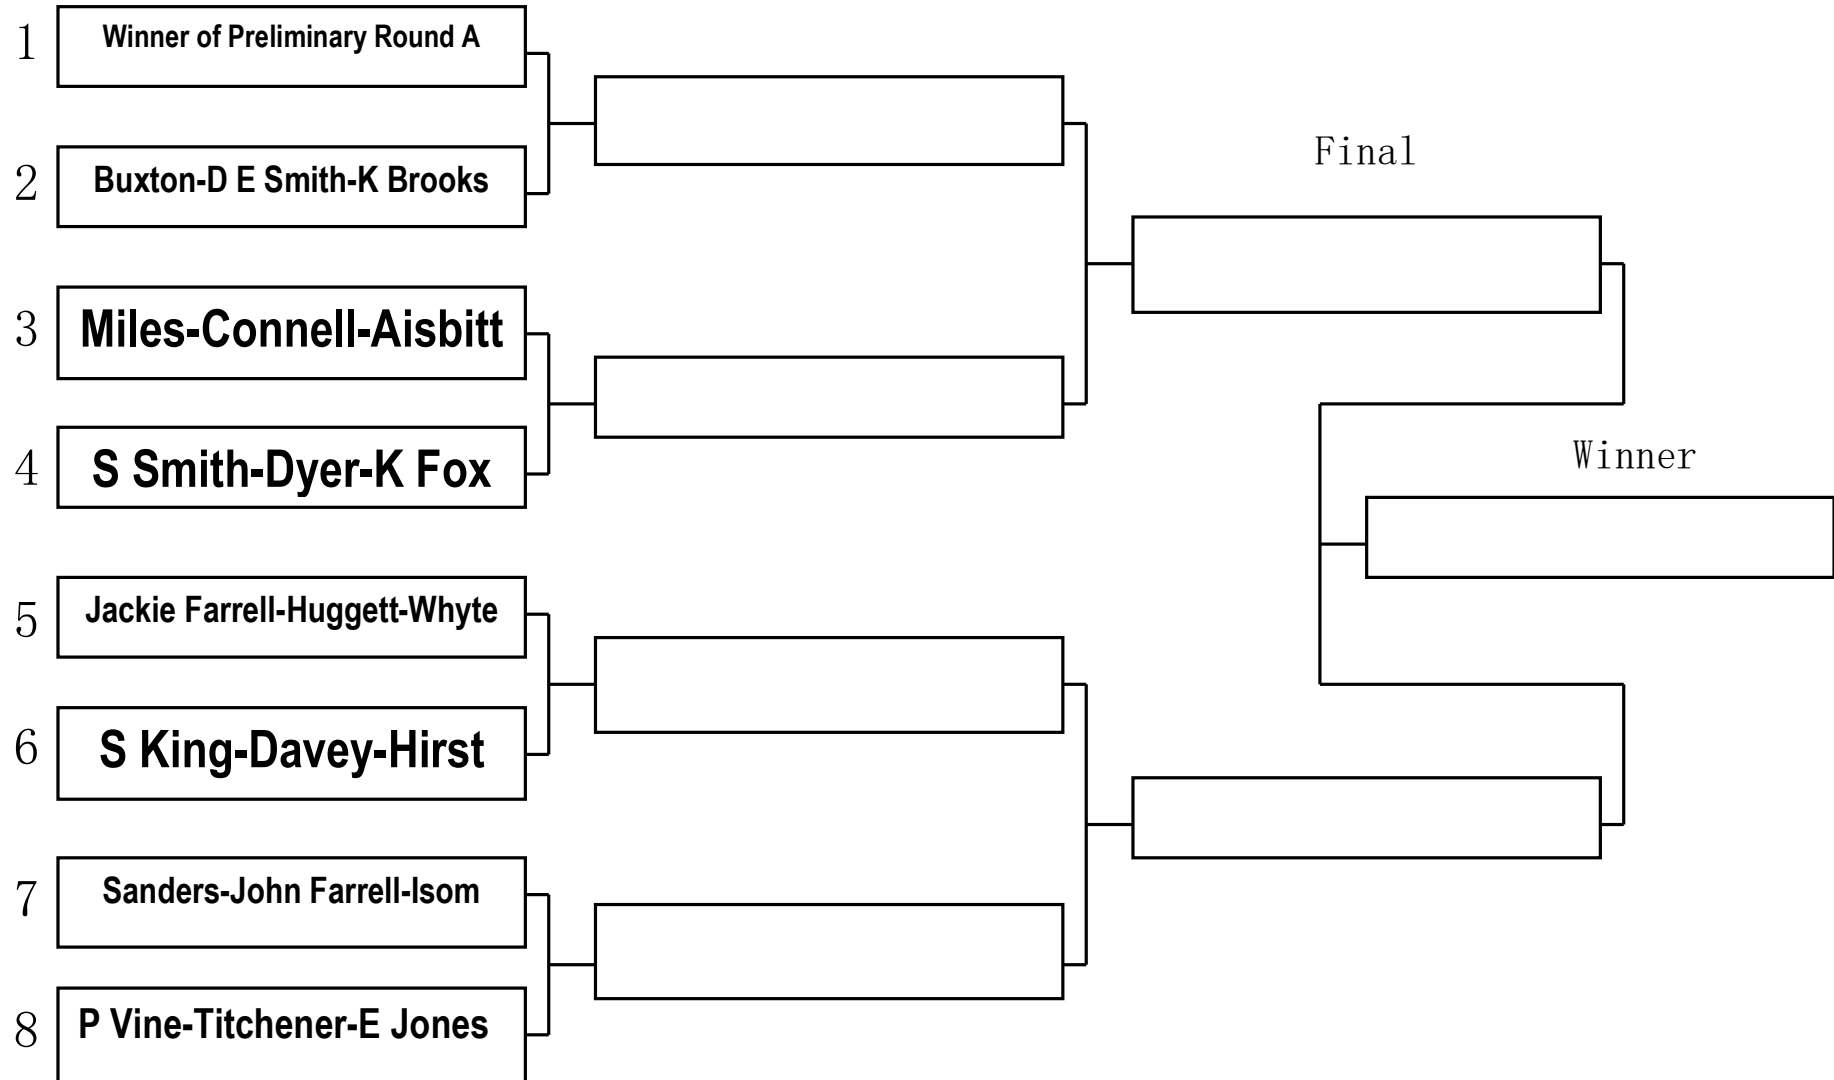 1 Winner of Preliminary Round A
2 Buxton-D E Smith-K Brooks
Final
3 Miles-Connell-Aisbitt
4 S Smith-Dyer-K Fox
Winner
5 Jackie Farrell-Huggett-Whyte
6 S King-Davey-Hirst
7 Sanders-John Farrell-Isom
8 P Vine-Titchener-E Jones